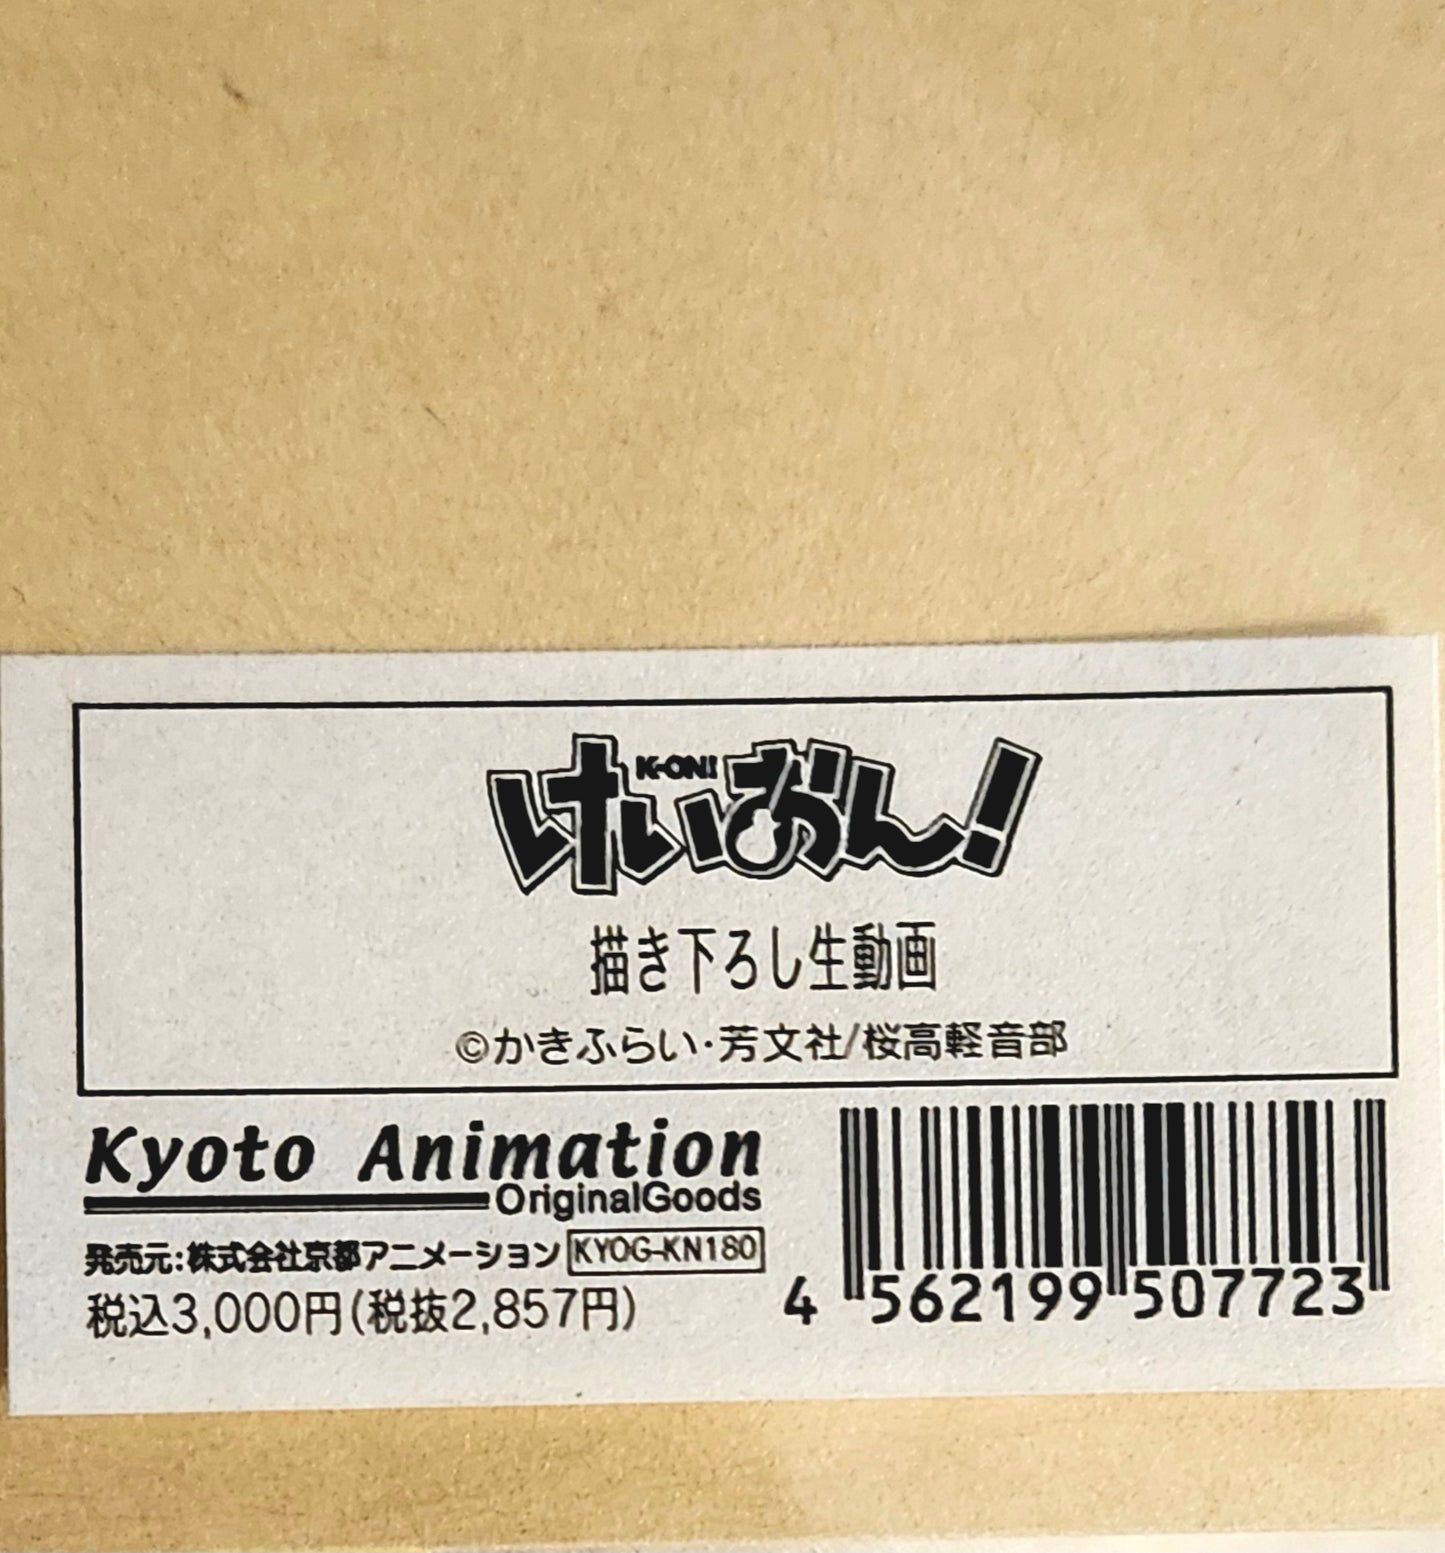 けいおん!
K-ON!
描き下ろし生動画
©かきふらい・芳文社/桜高軽音部
Kyoto Animation
OriginalGoods
発売元:株式会社京都アニメーション KYOG-KN180
税込3,000円(税抜2,857円)
4 562199 507723